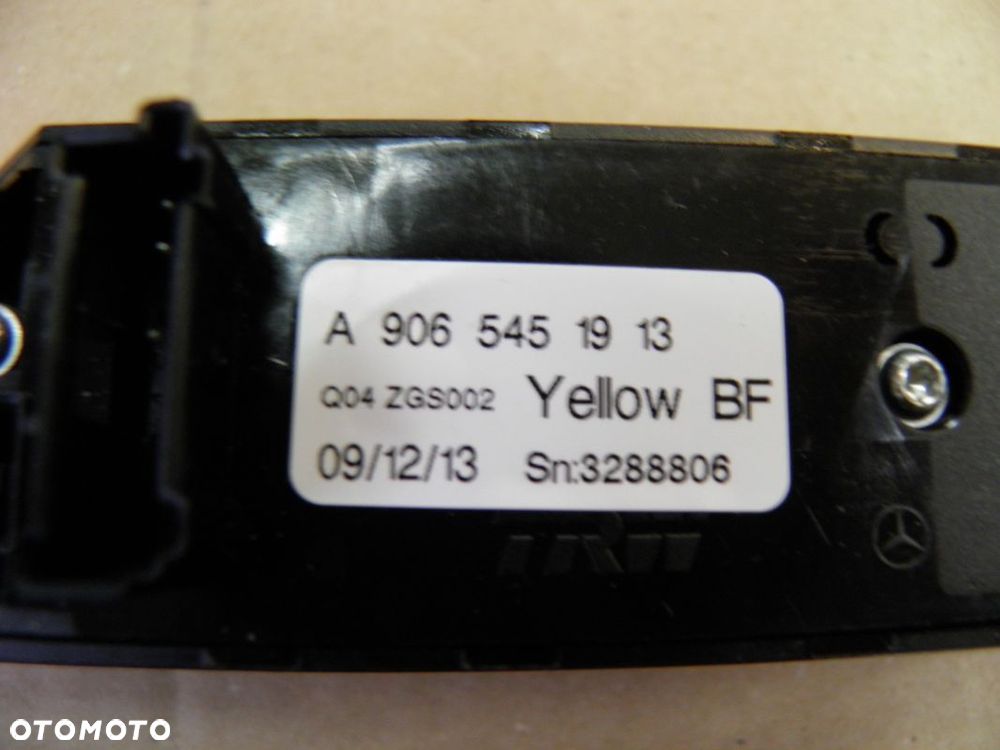 A 906 545 19 13
Q04 ZGS002 Yellow BF
09/12/13 Sn:3288806
TRW
OTOMOTO